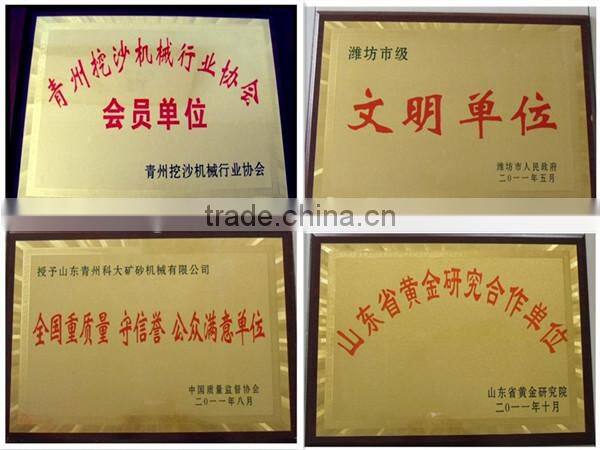 青州挖沙机械行业协会
会员单位
青州挖沙机械行业协会
潍坊市级
文明单位
潍坊市人民政府
二〇一一年五月
trade.china.cn
授予山东青州科大矿砂机械有限公司
全国重质量 守信誉 公众满意单位
中国质量监督协会
二〇一一年八月
山东省黄金研究合作单位
山东省黄金研究院
二〇一一年十月